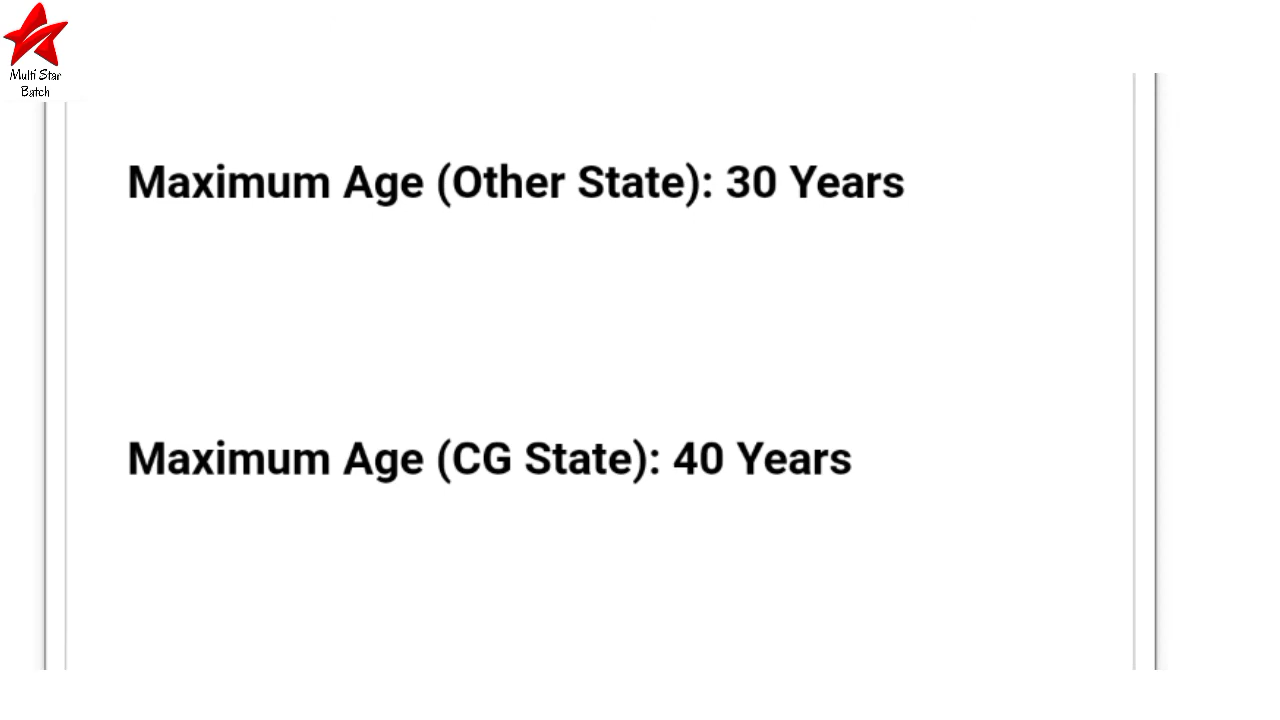 Multi Star
Batch
Maximum Age (Other State): 30 Years
Maximum Age (CG State): 40 Years